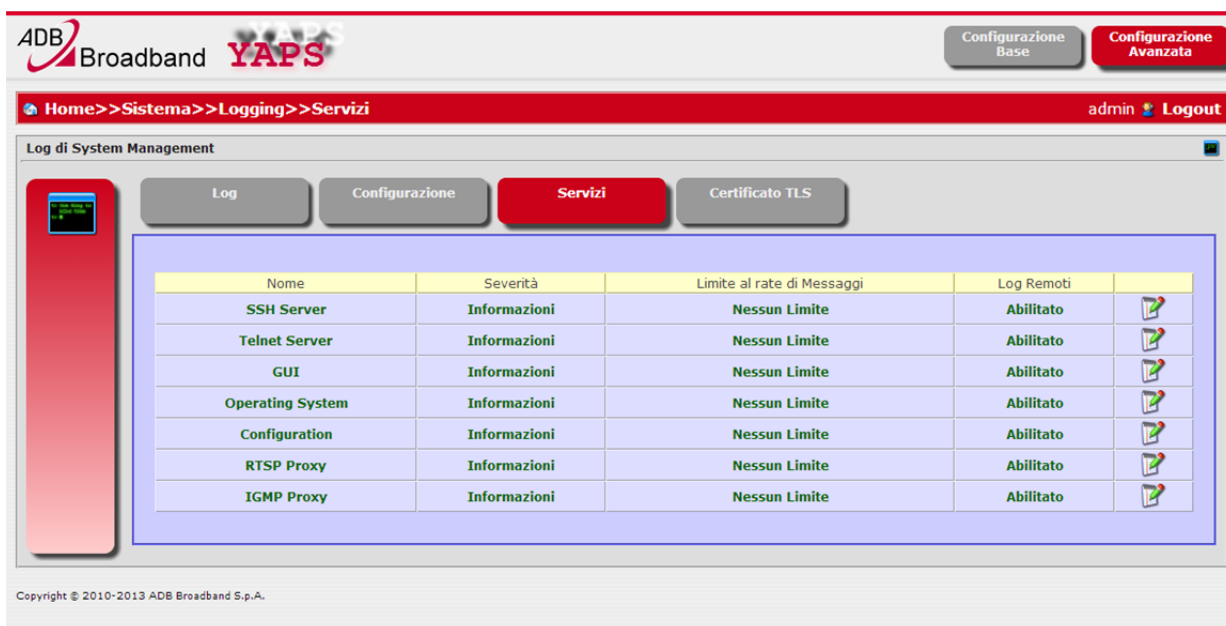 ADB Broadband YAPS
YAPS
Configurazione Base
Configurazione Avanzata
Home>>Sistema>>Logging>>Servizi
admin Logout
Log di System Management
Log Configurazione Servizi Certificato TLS
Nome Severità Limite al rate di Messaggi Log Remoti
SSH Server Informazioni Nessun Limite Abilitato
Telnet Server Informazioni Nessun Limite Abilitato
GUI Informazioni Nessun Limite Abilitato
Operating System Informazioni Nessun Limite Abilitato
Configuration Informazioni Nessun Limite Abilitato
RTSP Proxy Informazioni Nessun Limite Abilitato
IGMP Proxy Informazioni Nessun Limite Abilitato
Copyright © 2010-2013 ADB Broadband S.p.A.